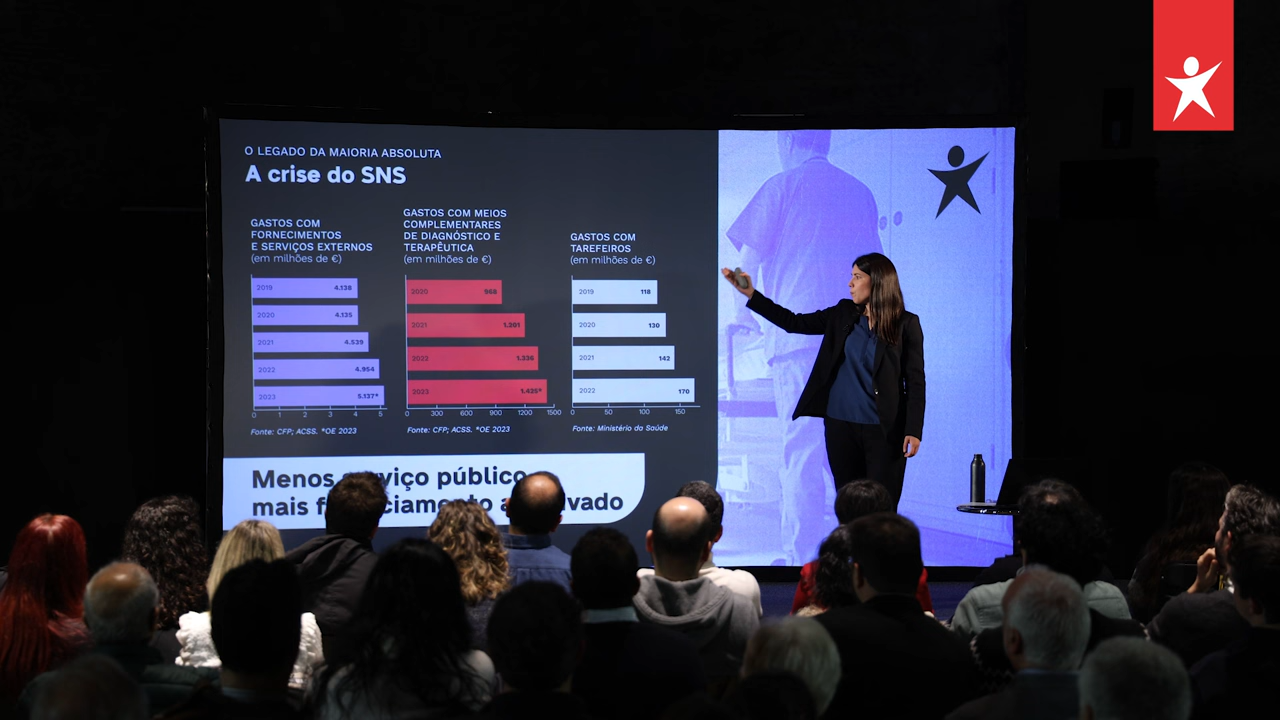 O LEGADO DA MAIORIA ABSOLUTA
A crise do SNS
GASTOS COM
FORNECIMENTOS
E SERVIÇOS EXTERNOS
(em milhões de €)
2019 4.138
2020 4.135
2021 4.539
2022 4.954
2023 5.137*
0 1 2 3 4 5
Fonte: CFP; ACSS. *OE 2023
GASTOS COM MEIOS
COMPLEMENTARES
DE DIAGNÓSTICO E
TERAPÊUTICA
(em milhões de €)
2020 968
2021 1.201
2022 1.336
2023 1.425*
0 300 600 900 1200 1500
Fonte: CFP; ACSS. *OE 2023
GASTOS COM
TAREFEIROS
(em milhões de €)
2019 118
2020 130
2021 142
2022 170
0 50 100 150
Fonte: Ministério da Saúde
Menos público
mais